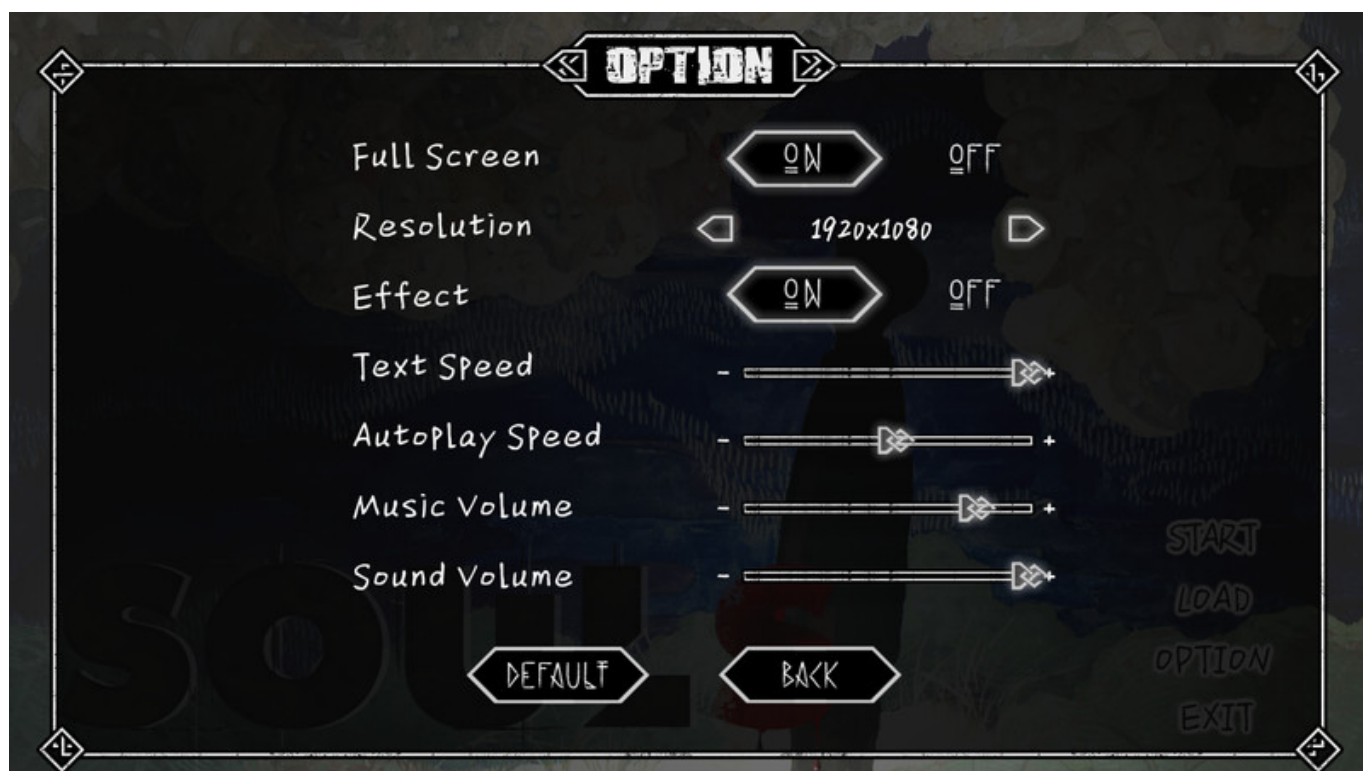 OPTION
Full Screen ON OFF
Resolution 1920x1080
Effect ON OFF
Text Speed - +
Autoplay Speed - +
Music Volume - +
Sound Volume - +
DEFAULT BACK
START
LOAD
OPTION
EXIT
SOULS